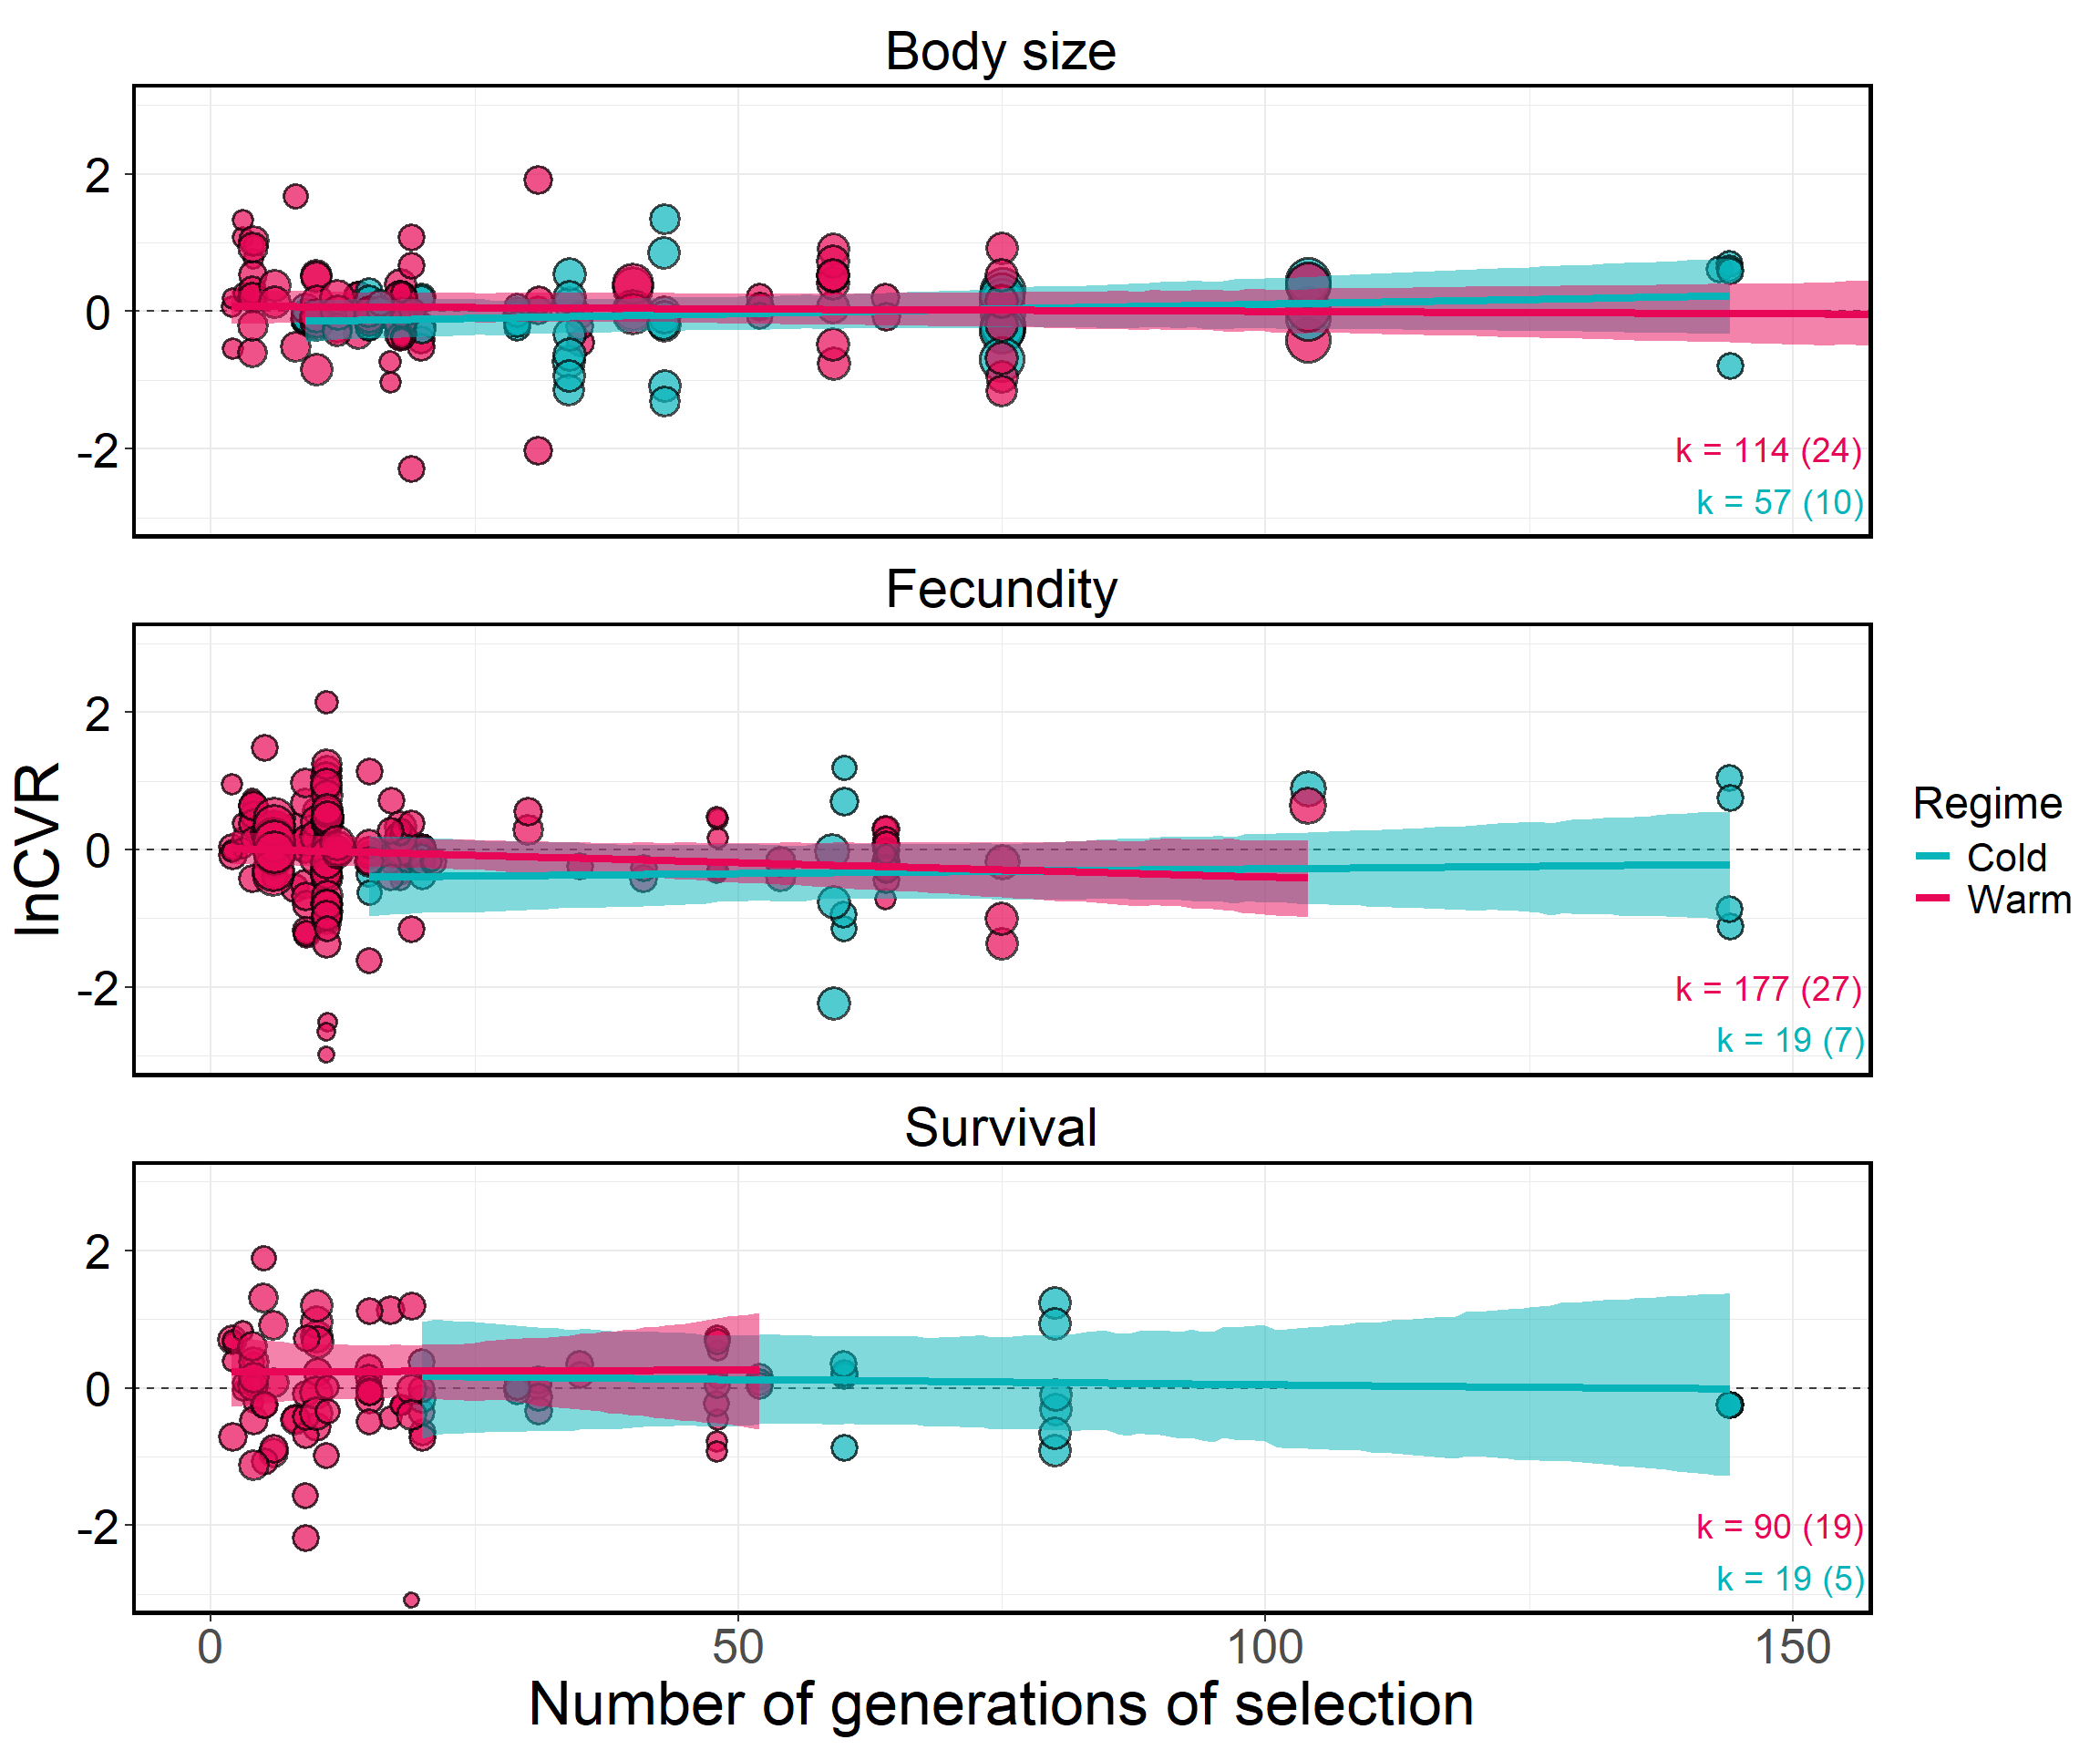 Body size
2
0
-2
k = 114 (24)
k = 57 (10)
Fecundity
2
0
-2
k = 177 (27)
k = 19 (7)
Survival
2
0
-2
k = 90 (19)
k = 19 (5)
0 50 100 150
Number of generations of selection
lnCVR
Regime
Cold
Warm